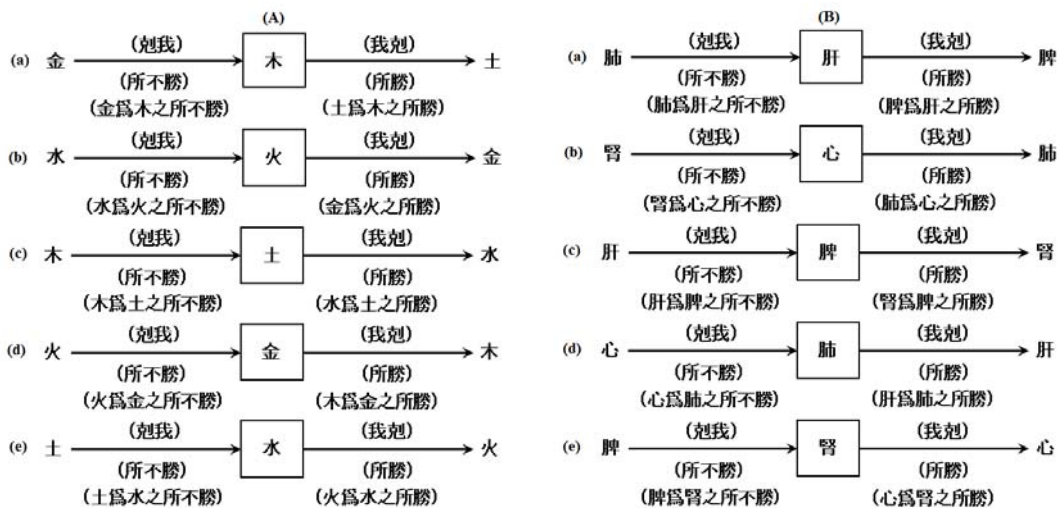 (A)
(a) 金 (剋我) 木 (我剋) 土
(所不勝) (所勝)
(金爲木之所不勝) (土爲木之所勝)
(b) 水 (剋我) 火 (我剋) 金
(所不勝) (所勝)
(水爲火之所不勝) (金爲火之所勝)
(c) 木 (剋我) 土 (我剋) 水
(所不勝) (所勝)
(木爲土之所不勝) (水爲土之所勝)
(d) 火 (剋我) 金 (我剋) 木
(所不勝) (所勝)
(火爲金之所不勝) (木爲金之所勝)
(e) 土 (剋我) 水 (我剋) 火
(所不勝) (所勝)
(土爲水之所不勝) (火爲水之所勝)
(B)
(a) 肺 (剋我) 肝 (我剋) 脾
(所不勝) (所勝)
(肺爲肝之所不勝) (脾爲肝之所勝)
(b) 腎 (剋我) 心 (我剋) 肺
(所不勝) (所勝)
(腎爲心之所不勝) (肺爲心之所勝)
(c) 肝 (剋我) 脾 (我剋) 腎
(所不勝) (所勝)
(肝爲脾之所不勝) (腎爲脾之所勝)
(d) 心 (剋我) 肺 (我剋) 肝
(所不勝) (所勝)
(心爲肺之所不勝) (肝爲肺之所勝)
(e) 脾 (剋我) 腎 (我剋) 心
(所不勝) (所勝)
(脾爲腎之所不勝) (心爲腎之所勝)